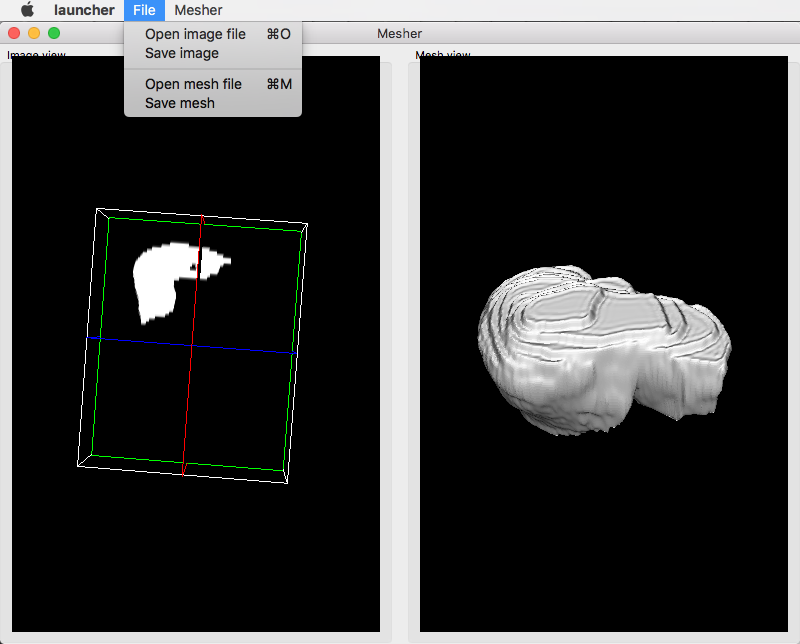 launcher File Mesher
Mesher
Open image file ⌘O
Save image
Open mesh file ⌘M
Save mesh
Image view
Mesh view